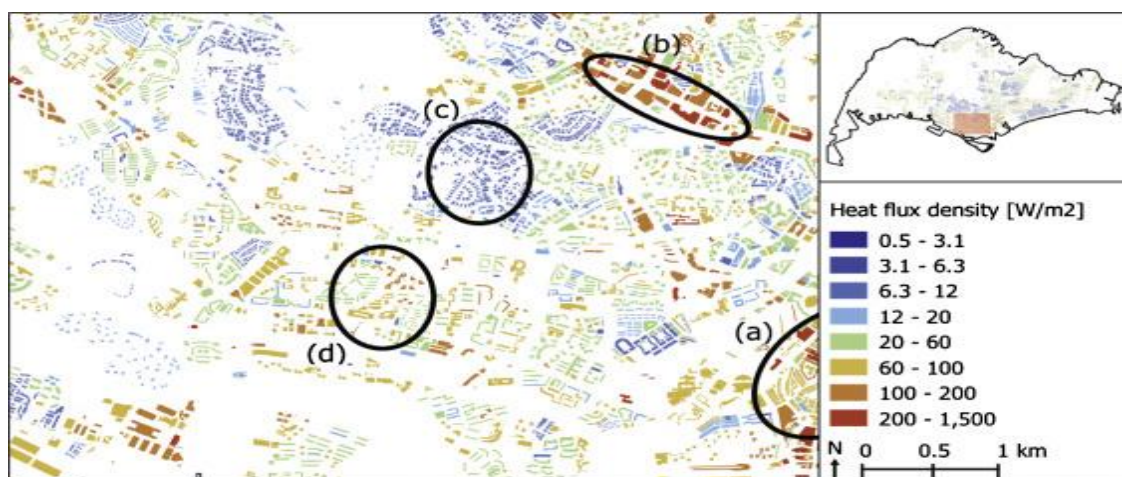 (b)
(c)
(a)
(d)
Heat flux density [W/m2]
0.5 - 3.1
3.1 - 6.3
6.3 - 12
12 - 20
20 - 60
60 - 100
100 - 200
200 - 1,500
N 0 0.5 1 km